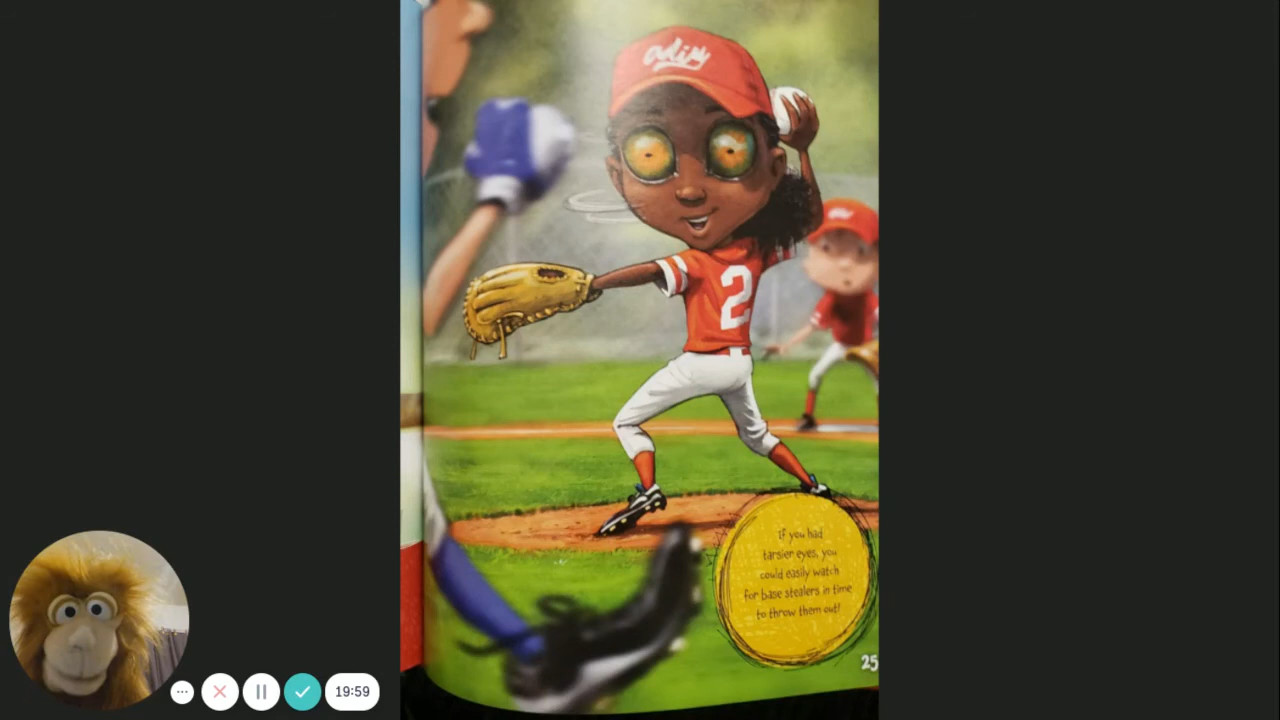 adix
2
If you had
tarsier eyes, you
could easily watch
for base stealers in time
to throw them out!
25
19:59